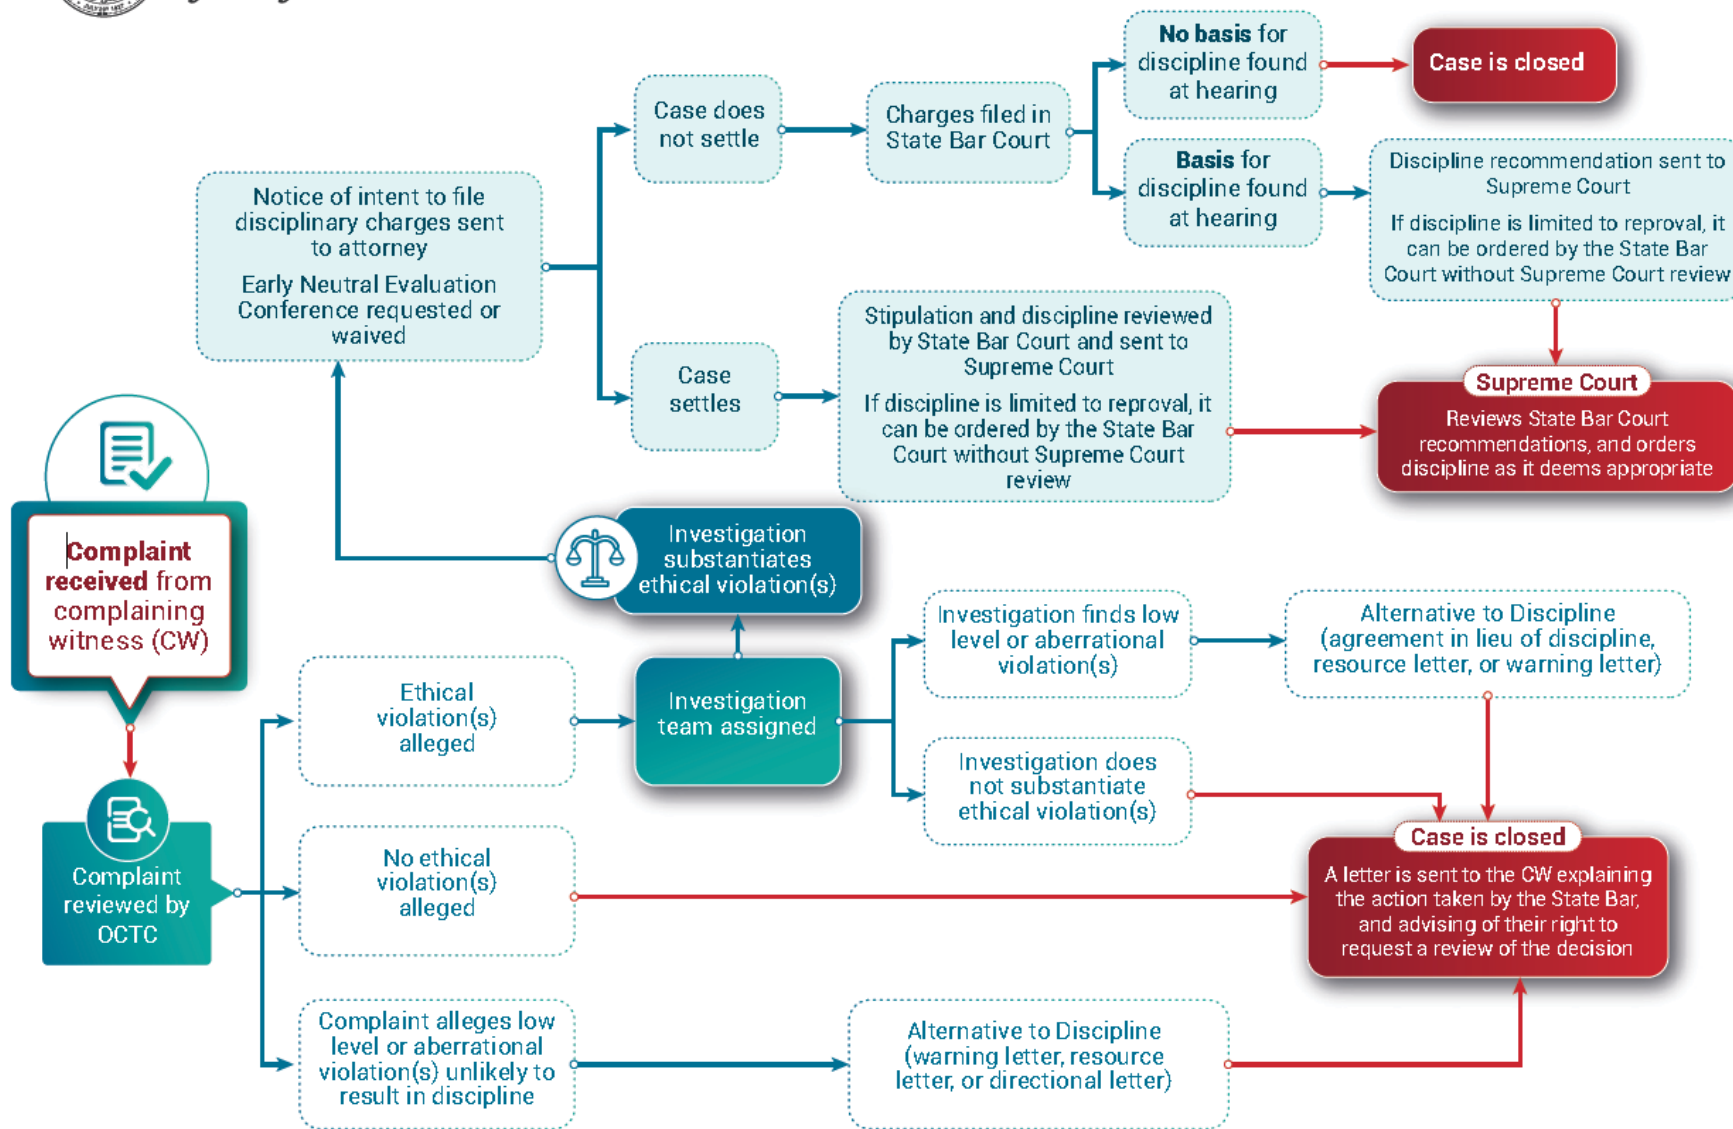 No basis for
discipline found
at hearing
Case is closed
Case does
not settle
Charges filed in
State Bar Court
Basis for
discipline found
at hearing
Discipline recommendation sent to
Supreme Court
If discipline is limited to reproval, it
can be ordered by the State Bar
Court without Supreme Court review
Notice of intent to file
disciplinary charges sent
to attorney
Early Neutral Evaluation
Conference requested or
waived
Case
settles
Stipulation and discipline reviewed
by State Bar Court and sent to
Supreme Court
If discipline is limited to reproval, it
can be ordered by the State Bar
Court without Supreme Court
review
Supreme Court
Reviews State Bar Court
recommendations, and orders
discipline as it deems appropriate
Complaint
received from
complaining
witness (CW)
Investigation
substantiates
ethical violation(s)
Investigation finds low
level or aberrational
violation(s)
Alternative to Discipline
(agreement in lieu of discipline,
resource letter, or warning letter)
Ethical
violation(s)
alleged
Investigation
team assigned
Investigation does
not substantiate
ethical violation(s)
Complaint
reviewed by
OCTC
No ethical
violation(s)
alleged
Case is closed
A letter is sent to the CW explaining
the action taken by the State Bar,
and advising of their right to
request a review of the decision
Complaint alleges low
level or aberrational
violation(s) unlikely to
result in discipline
Alternative to Discipline
(warning letter, resource
letter, or directional letter)